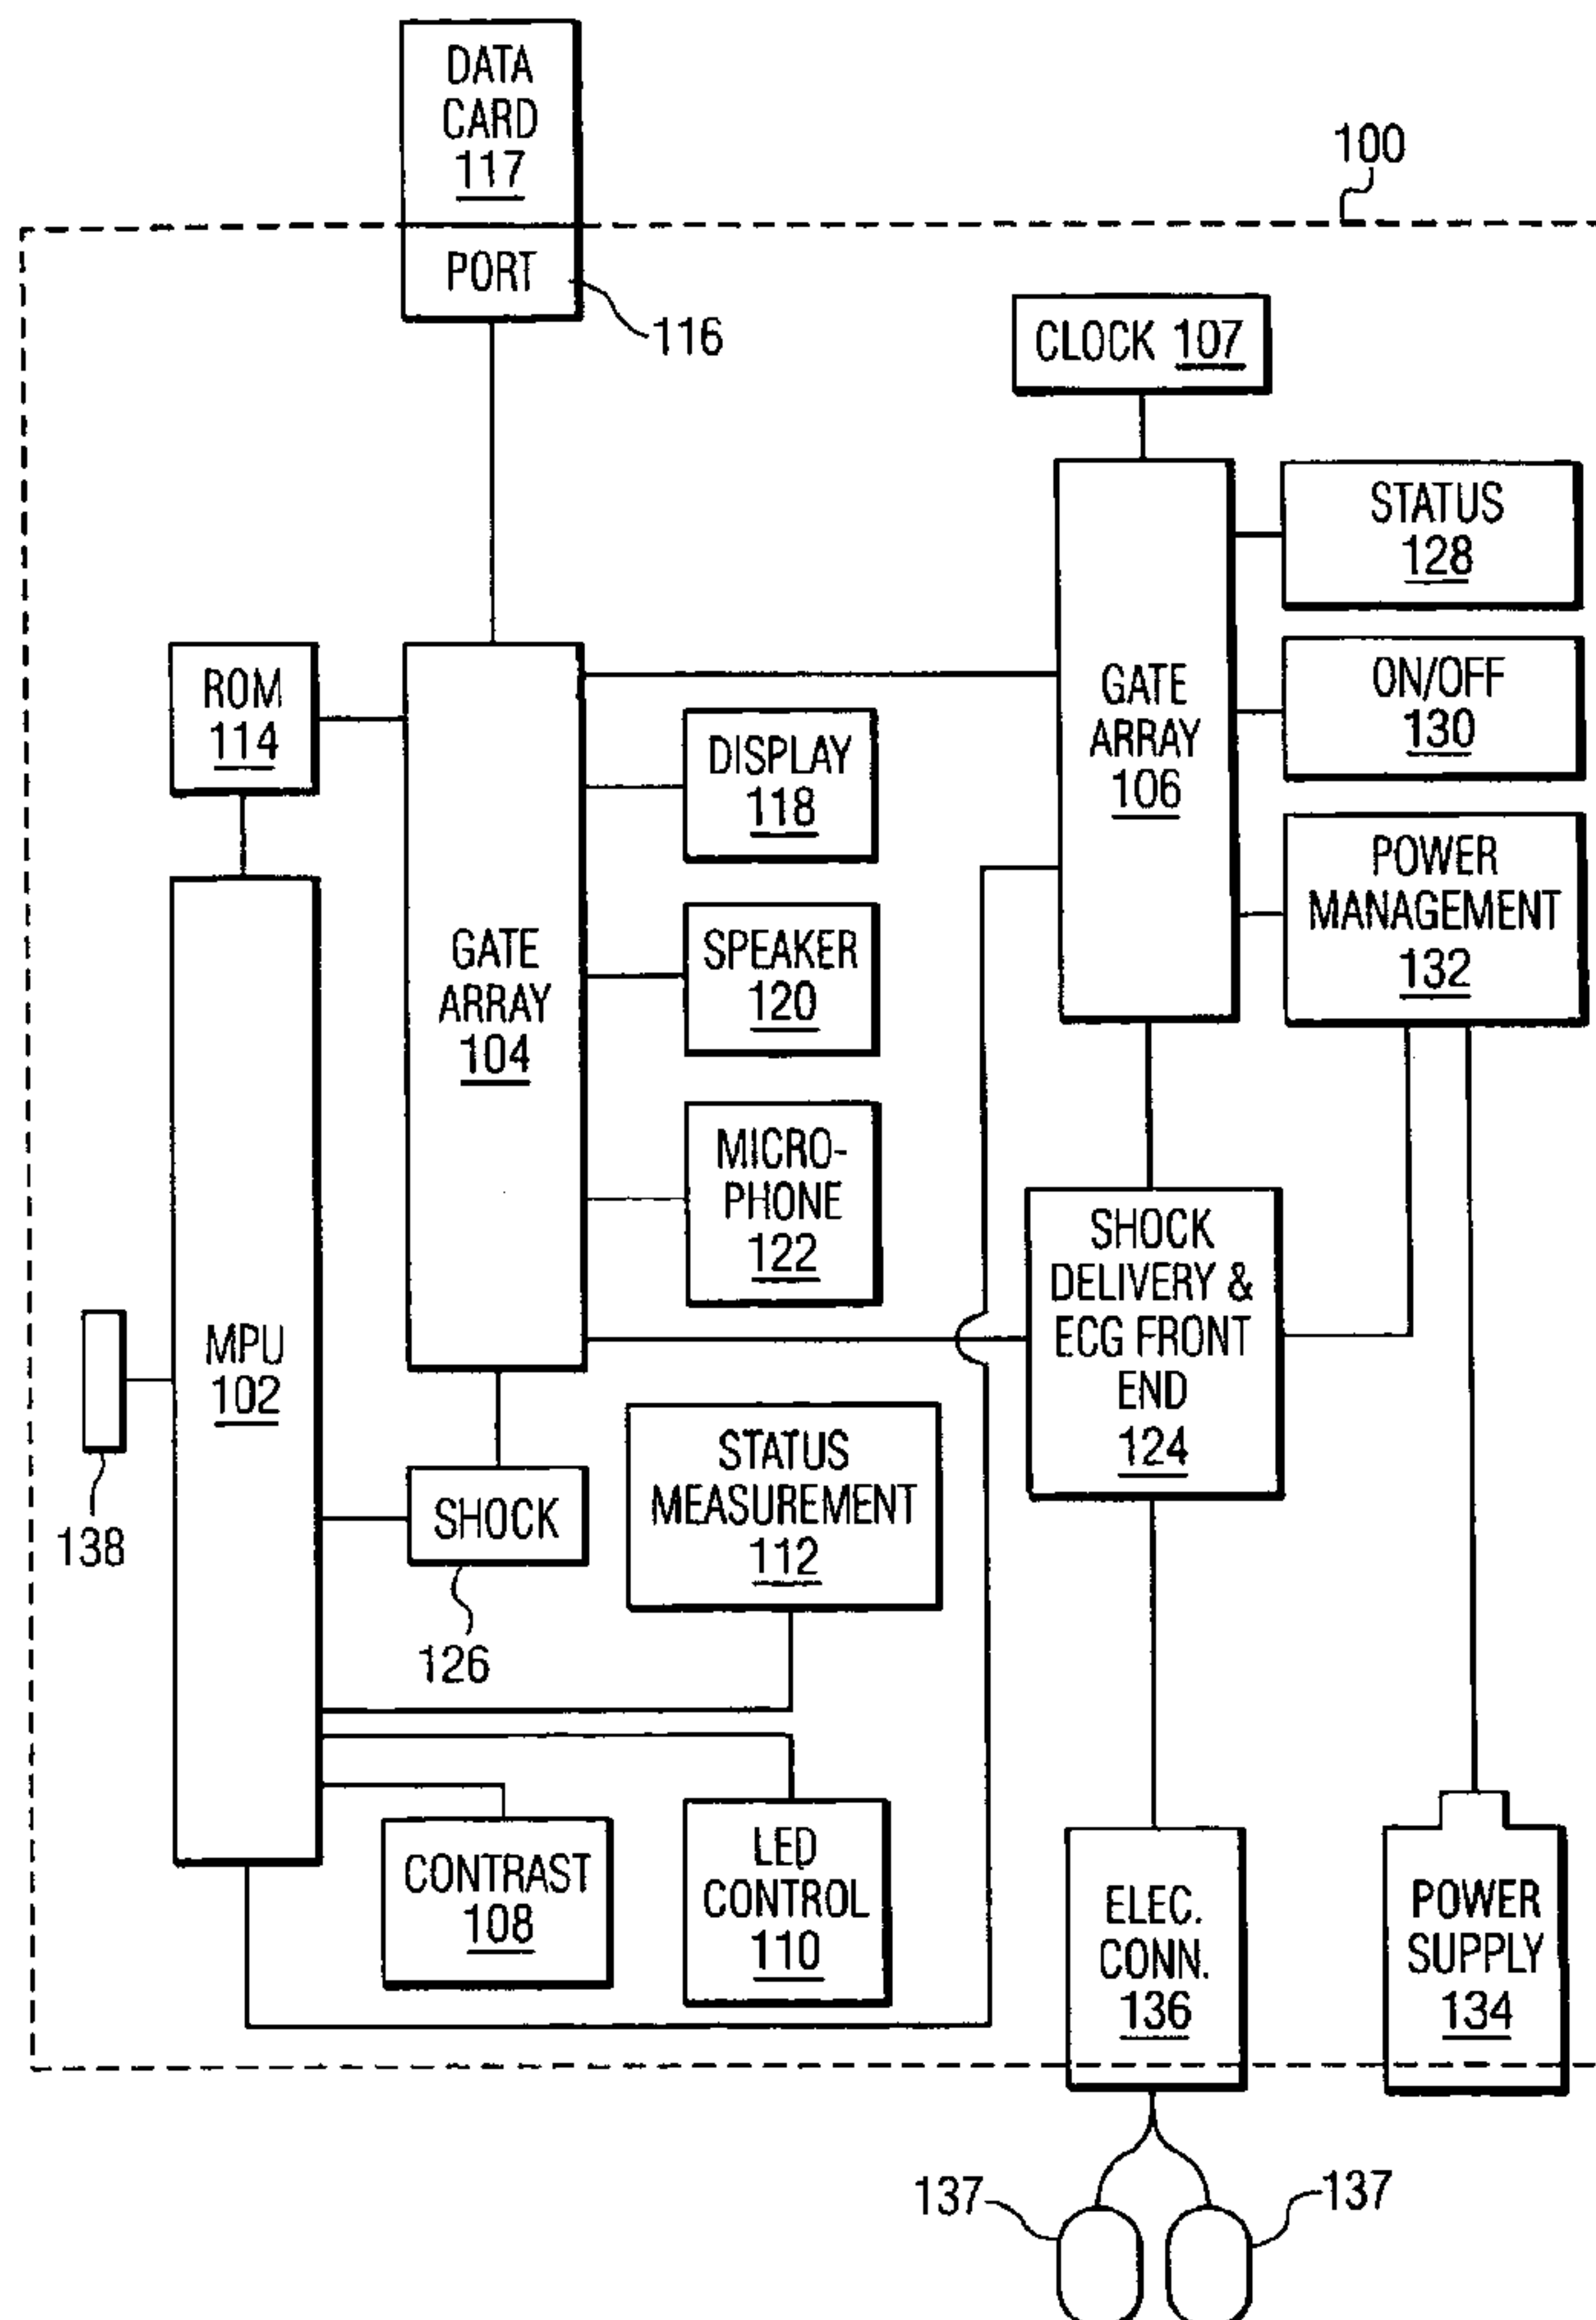 DATA
CARD
117
100
PORT
116
CLOCK 107
STATUS
128
ROM
114
GATE
ARRAY
106
ON/OFF
130
DISPLAY
118
POWER
MANAGEMENT
132
GATE
ARRAY
104
SPEAKER
120
MICRO-
PHONE
122
SHOCK
DELIVERY &
ECG FRONT
END
124
MPU
102
138
SHOCK
126
STATUS
MEASUREMENT
112
CONTRAST
108
LED
CONTROL
110
ELEC.
CONN.
136
POWER
SUPPLY
134
137
137